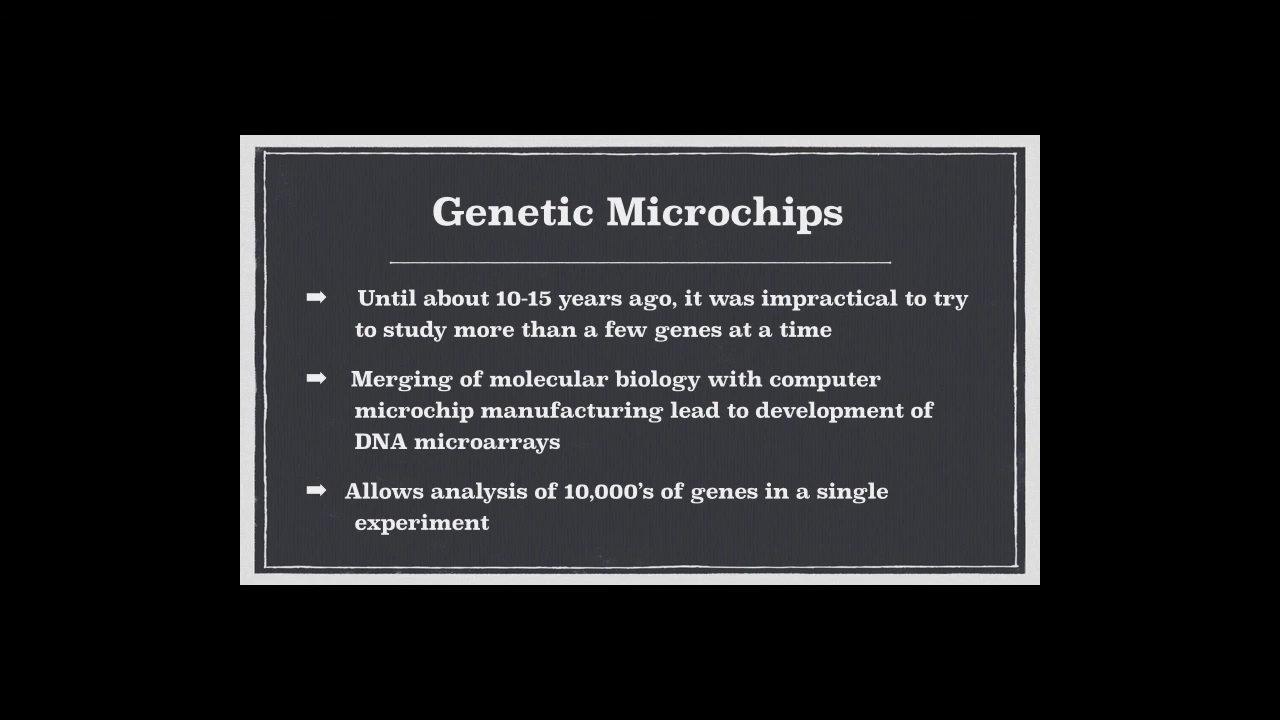 Genetic Microchips
➡ Until about 10-15 years ago, it was impractical to try
to study more than a few genes at a time
➡ Merging of molecular biology with computer
microchip manufacturing lead to development of
DNA microarrays
➡ Allows analysis of 10,000’s of genes in a single
experiment